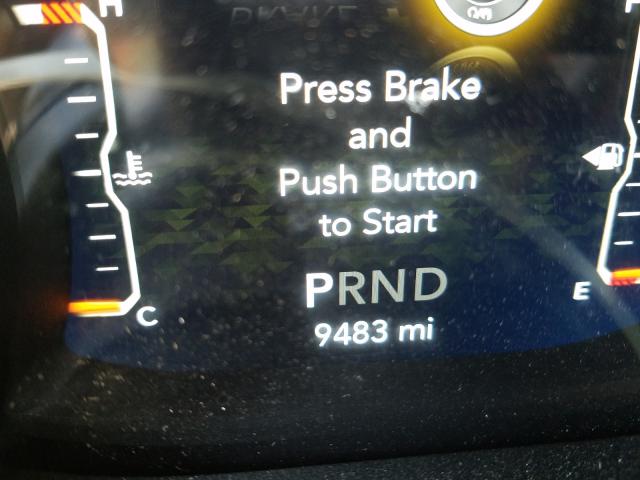 H
Press Brake
and
Push Button
to Start
PRND
E
C
9483 mi